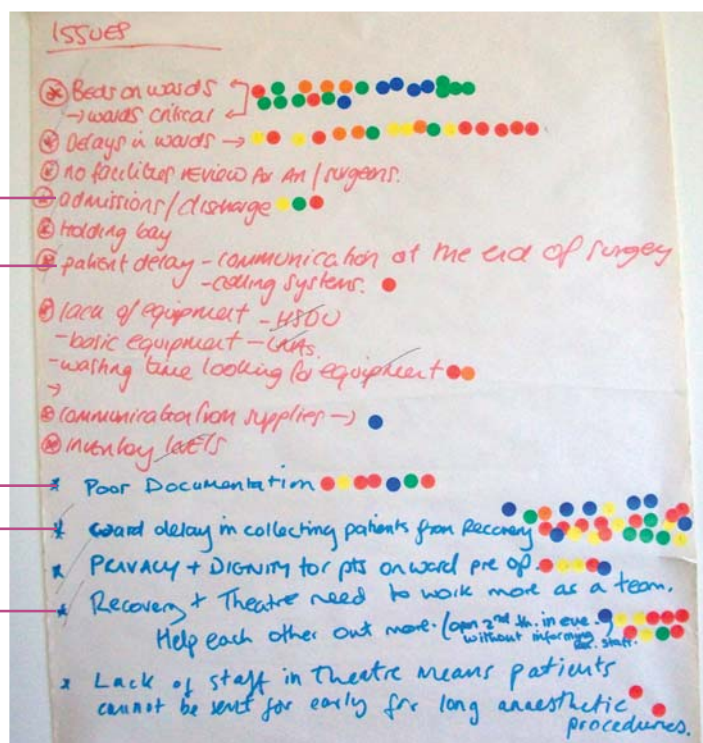 ISSUES
Beds on wards
→ wards critical
Delays in wards →
no facilities review for An/surgeons.
admissions/discharge
Holding bay
patient delay - communication at the end of surgery
- calling systems.
lack of equipment - HSDU
- basic equipment -
- wasting time looking for equipment
→
communication from supplies →
inventory levels
* Poor Documentation
* ward delay in collecting patients from Recovery
* PRIVACY + DIGNITY for pts on ward pre op.
* Recovery + Theatre need to work more as a team.
Help each other out more. (open 2nd th. in eve.
without informing rec. staff.)
* Lack of staff in Theatre means patients
cannot be sent for early for long anaesthetic
procedures.